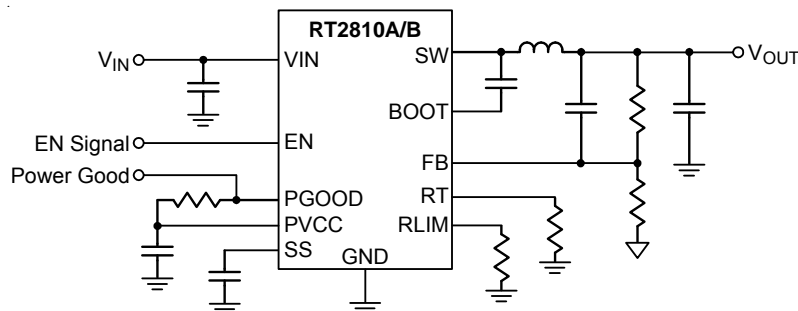 RT2810A/B
VIN
VIN
SW
VOUT
BOOT
EN Signal
EN
Power Good
FB
PGOOD
RT
PVCC
RLIM
SS
GND